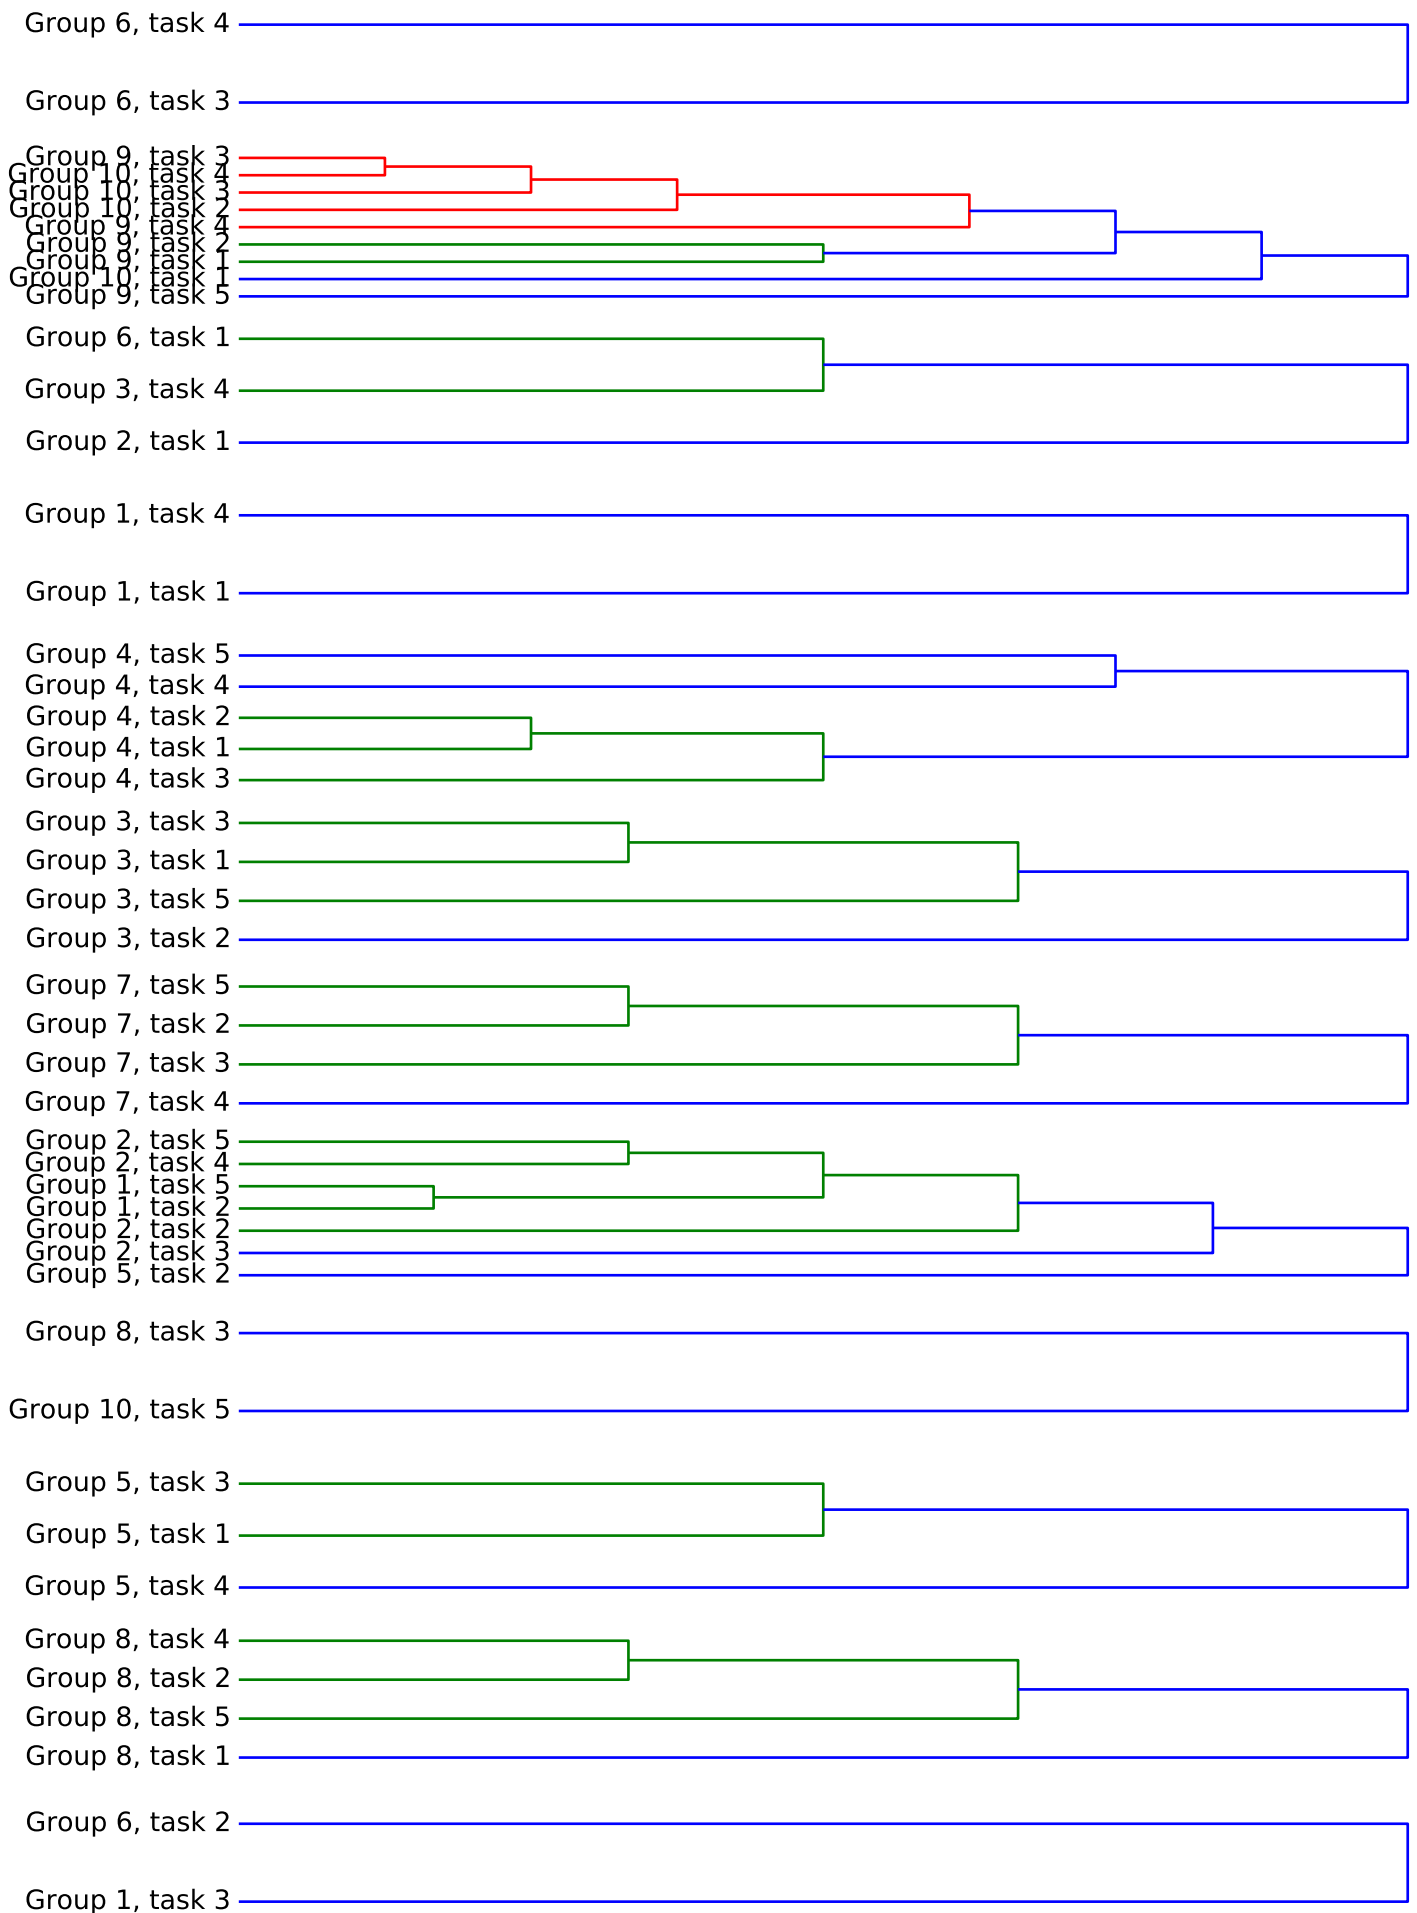 Group 6, task 4
Group 6, task 3
Group 9, task 3
Group 10, task 4
Group 10, task 3
Group 10, task 2
Group 9, task 4
Group 9, task 2
Group 9, task 1
Group 10, task 1
Group 9, task 5
Group 6, task 1
Group 3, task 4
Group 2, task 1
Group 1, task 4
Group 1, task 1
Group 4, task 5
Group 4, task 4
Group 4, task 2
Group 4, task 1
Group 4, task 3
Group 3, task 3
Group 3, task 1
Group 3, task 5
Group 3, task 2
Group 7, task 5
Group 7, task 2
Group 7, task 3
Group 7, task 4
Group 2, task 5
Group 2, task 4
Group 1, task 5
Group 1, task 2
Group 2, task 2
Group 2, task 3
Group 5, task 2
Group 8, task 3
Group 10, task 5
Group 5, task 3
Group 5, task 1
Group 5, task 4
Group 8, task 4
Group 8, task 2
Group 8, task 5
Group 8, task 1
Group 6, task 2
Group 1, task 3